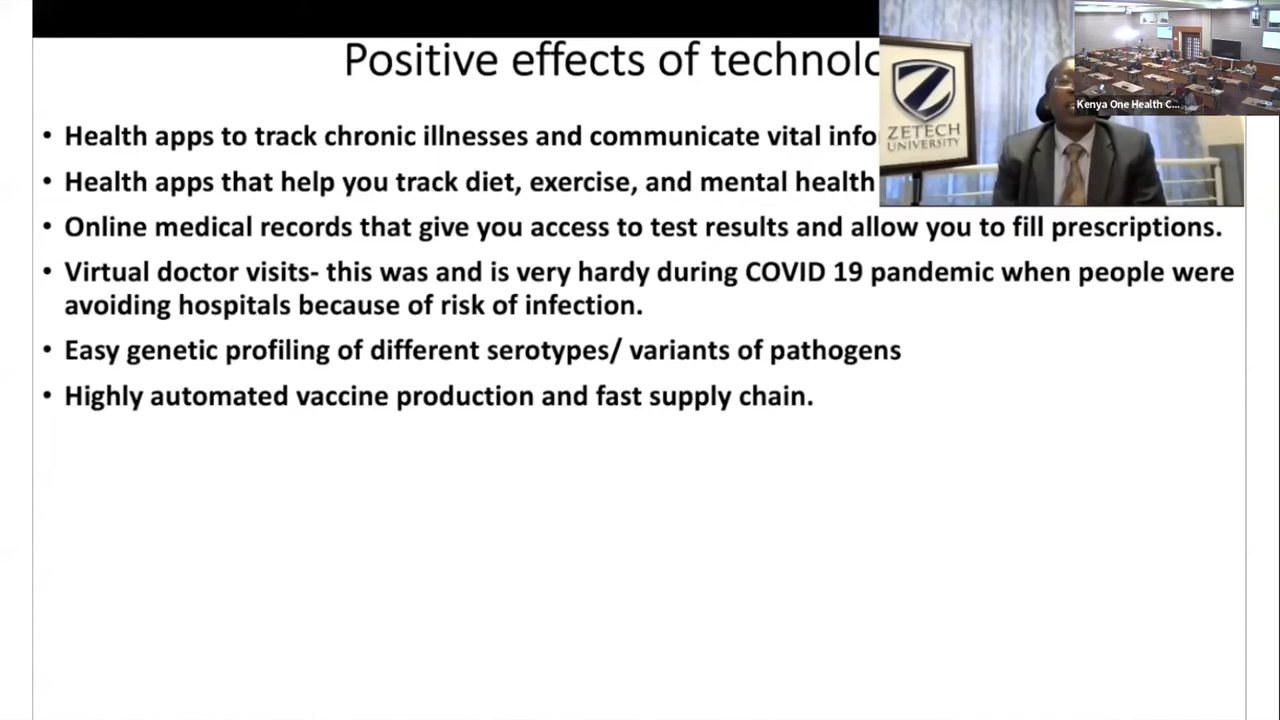 Positive effects of technolo
• Health apps to track chronic illnesses and communicate vital info
• Health apps that help you track diet, exercise, and mental health
• Online medical records that give you access to test results and allow you to fill prescriptions.
• Virtual doctor visits- this was and is very hardy during COVID 19 pandemic when people were
avoiding hospitals because of risk of infection.
• Easy genetic profiling of different serotypes/ variants of pathogens
• Highly automated vaccine production and fast supply chain.
ZETECH
UNIVERSITY
Kenya One Health C...